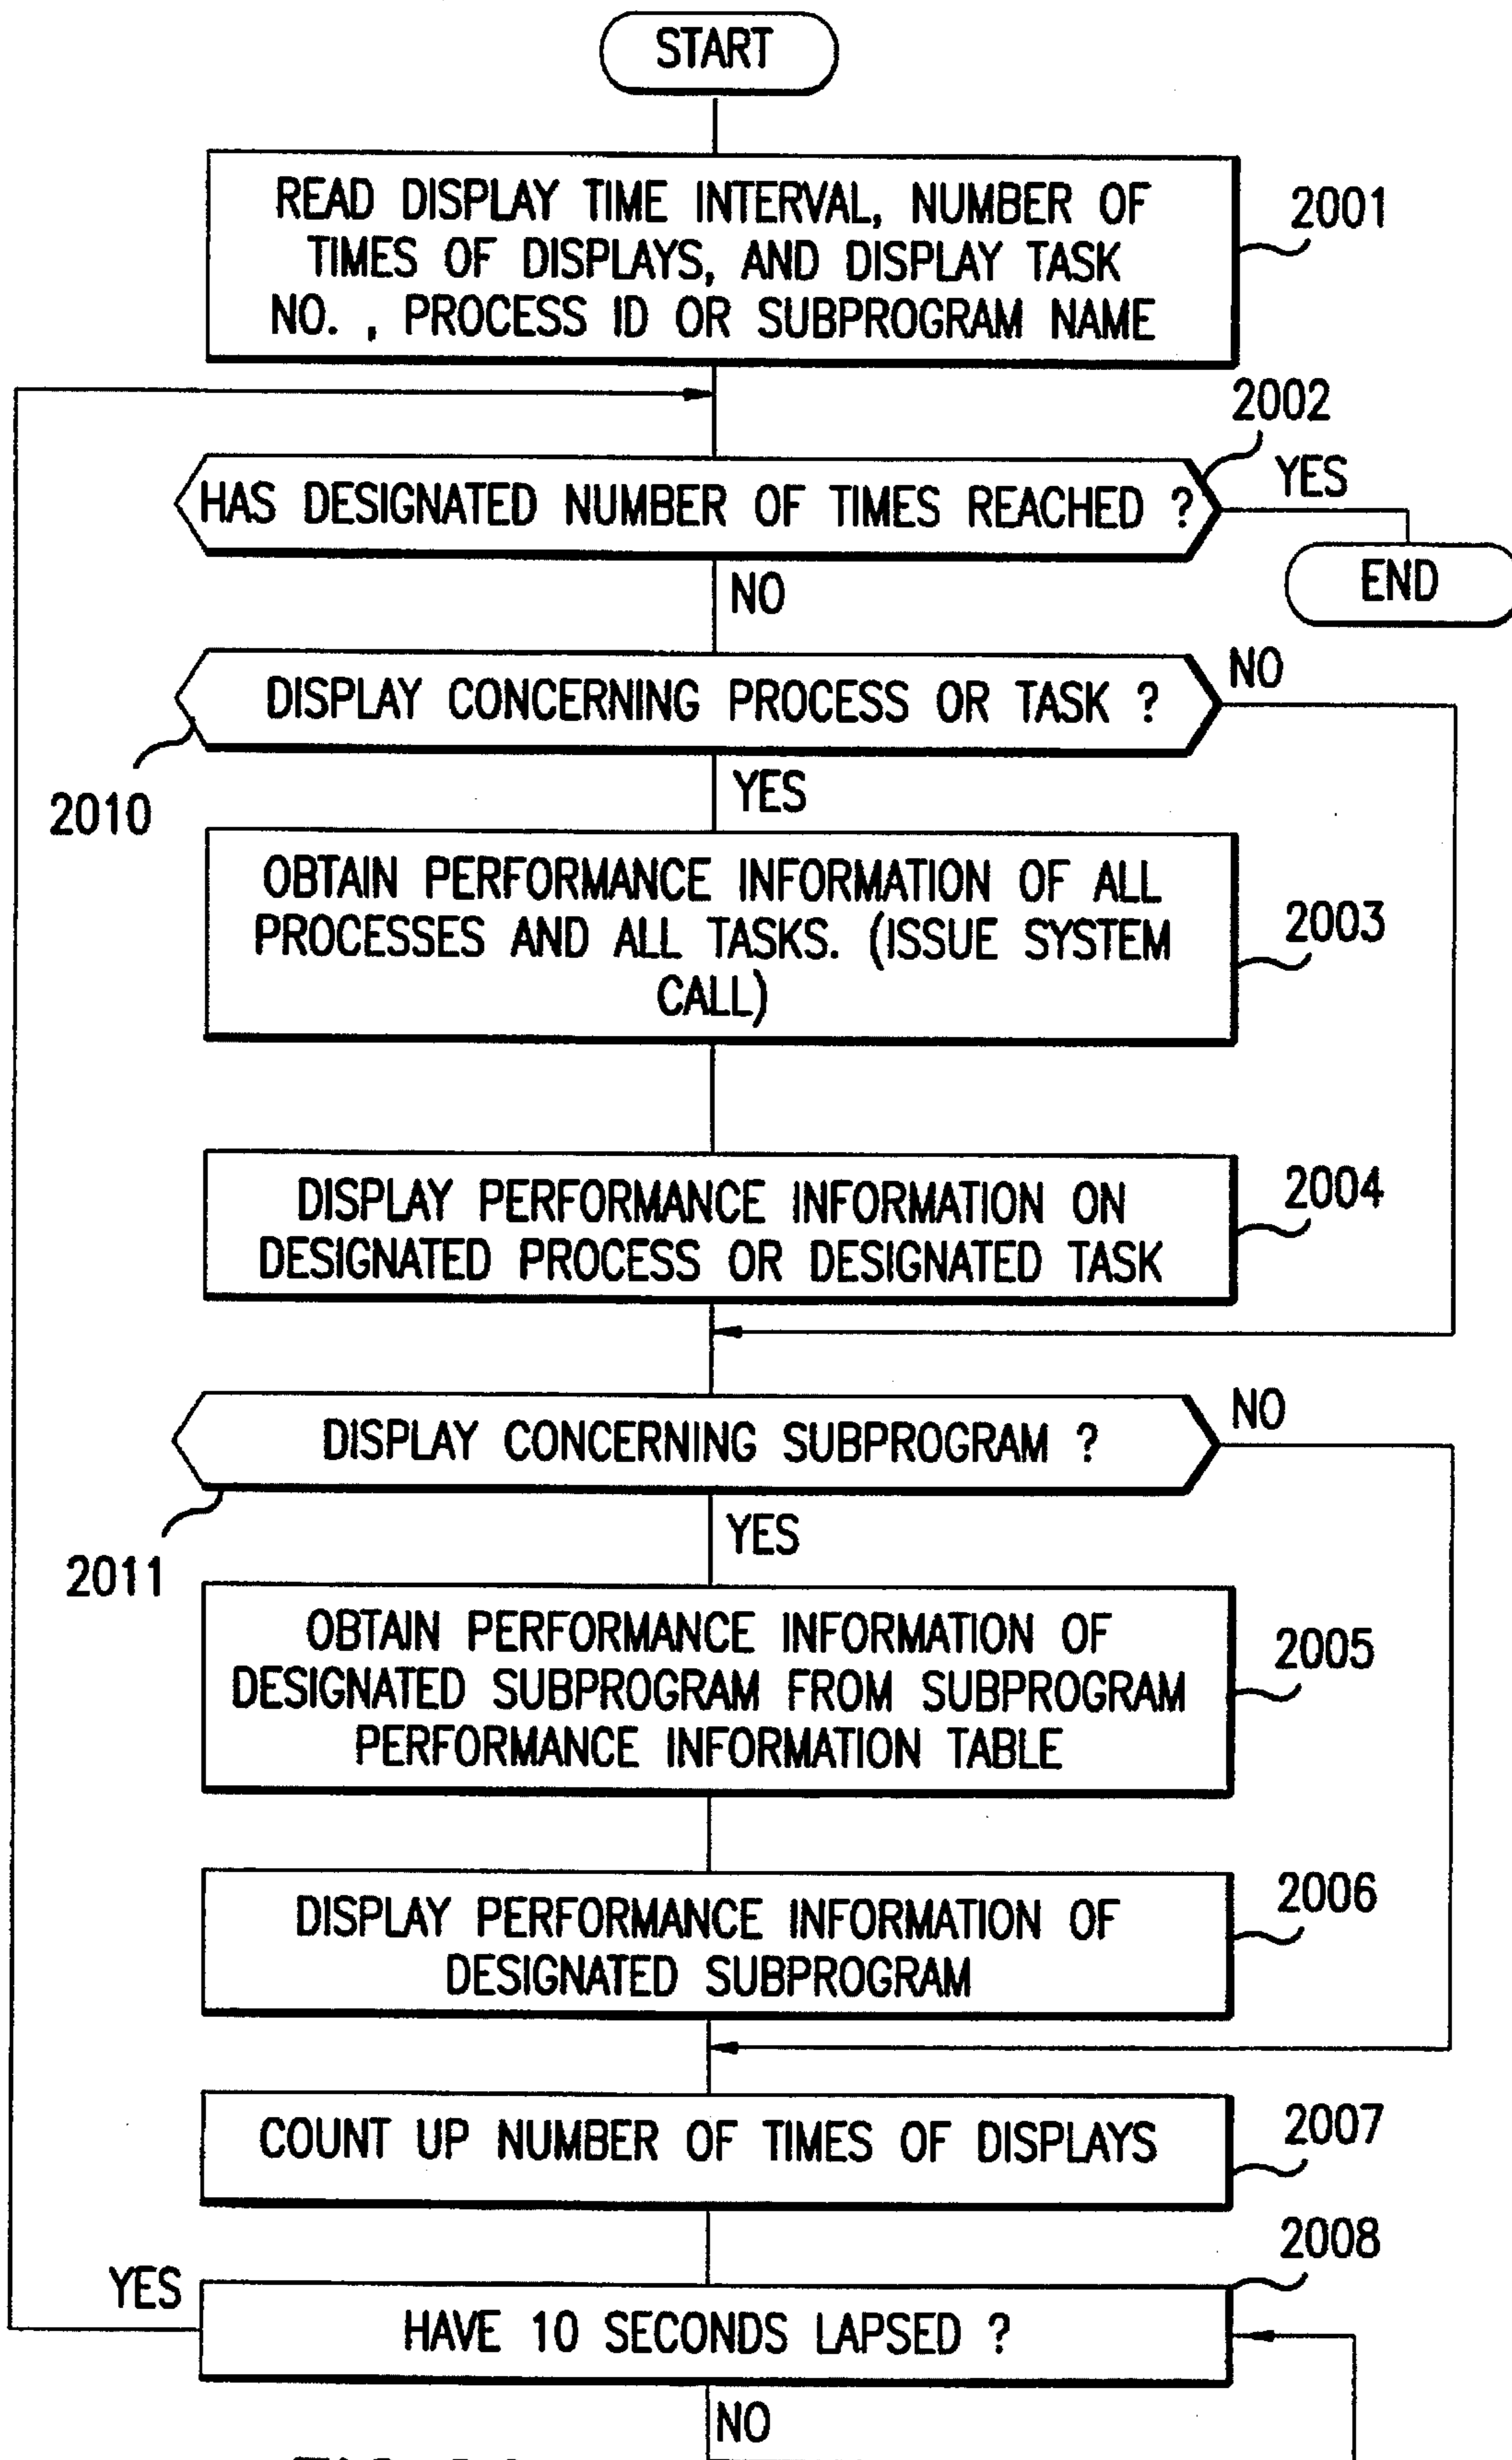 START
READ DISPLAY TIME INTERVAL, NUMBER OF
TIMES OF DISPLAYS, AND DISPLAY TASK
NO. , PROCESS ID OR SUBPROGRAM NAME
2001
2002
HAS DESIGNATED NUMBER OF TIMES REACHED ?
YES
END
NO
DISPLAY CONCERNING PROCESS OR TASK ?
NO
2010
YES
OBTAIN PERFORMANCE INFORMATION OF ALL
PROCESSES AND ALL TASKS. (ISSUE SYSTEM
CALL)
2003
DISPLAY PERFORMANCE INFORMATION ON
DESIGNATED PROCESS OR DESIGNATED TASK
2004
DISPLAY CONCERNING SUBPROGRAM ?
NO
2011
YES
OBTAIN PERFORMANCE INFORMATION OF
DESIGNATED SUBPROGRAM FROM SUBPROGRAM
PERFORMANCE INFORMATION TABLE
2005
DISPLAY PERFORMANCE INFORMATION OF
DESIGNATED SUBPROGRAM
2006
COUNT UP NUMBER OF TIMES OF DISPLAYS
2007
2008
YES
HAVE 10 SECONDS LAPSED ?
NO